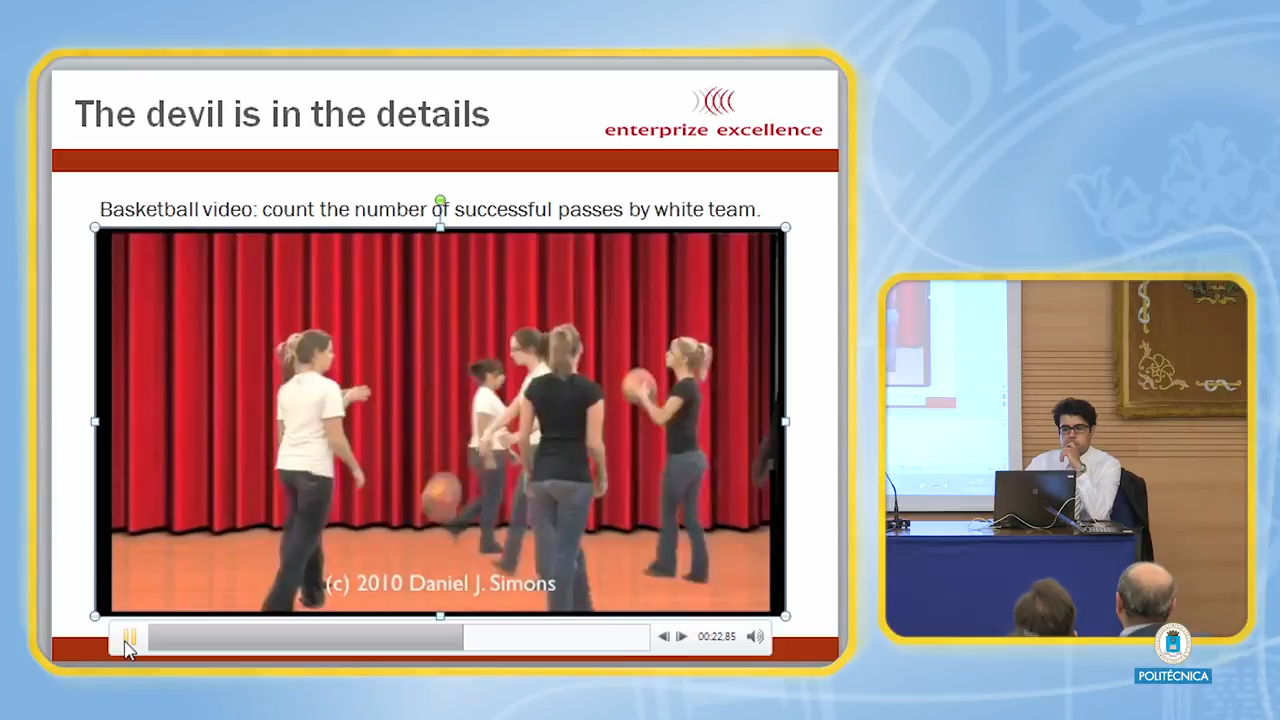 The devil is in the details
enterprize excellence
Basketball video: count the number of successful passes by white team.
(c) 2010 Daniel J. Simons
00:22,85
POLITÉCNICA